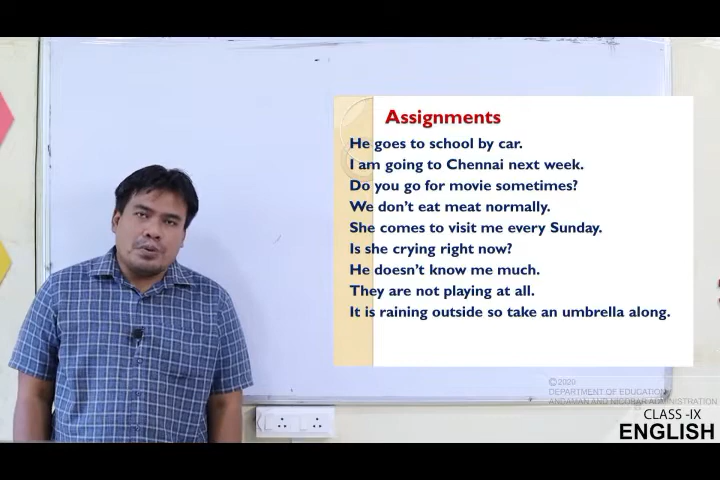 Assignments
He goes to school by car.
I am going to Chennai next week.
Do you go for movie sometimes?
We don't eat meat normally.
She comes to visit me every Sunday.
Is she crying right now?
He doesn't know me much.
They are not playing at all.
It is raining outside so take an umbrella along.
©2020
DEPARTMENT OF EDUCATION
ANDAMAN AND NICOBAR ADMINISTRATION
CLASS -IX
ENGLISH